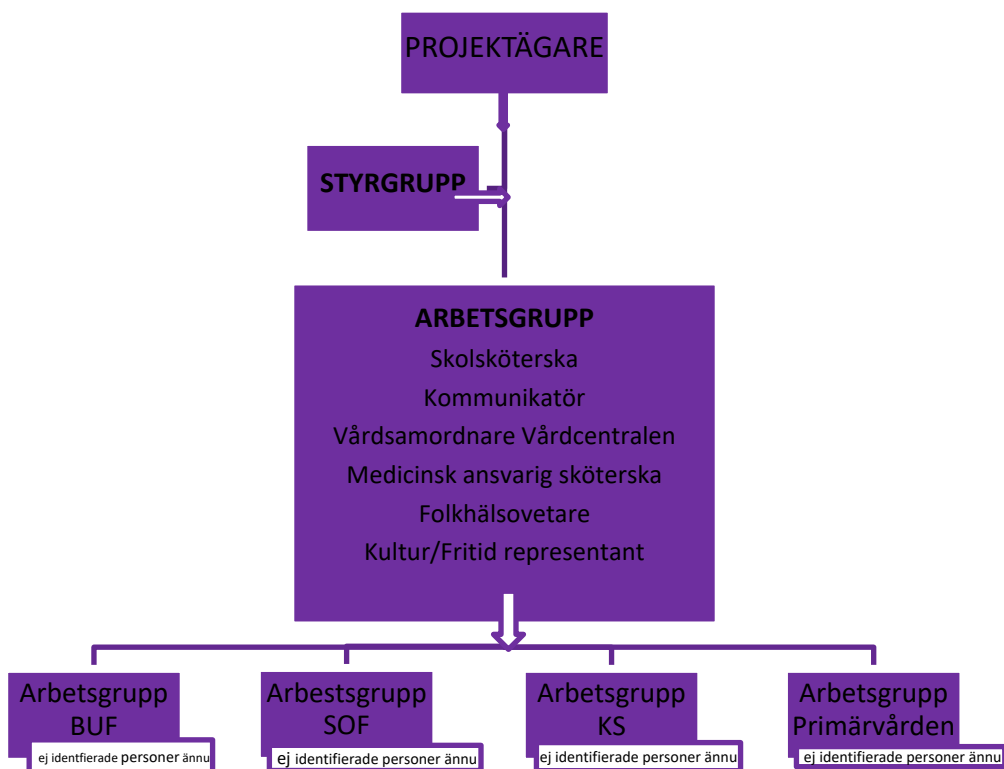 PROJEKTÄGARE
STYRGRUPP
ARBETSGRUPP
Skolsköterska
Kommunikatör
Vårdsamordnare Vårdcentralen
Medicinsk ansvarig sköterska
Folkhälsovetare
Kultur/Fritid representant
Arbetsgrupp
BUF
ej identfierade personer ännu
Arbestsgrupp
SOF
ej identifierade personer ännu
Arbetsgrupp
KS
ej identifierade personer ännu
Arbetsgrupp
Primärvården
ej identifierade personer ännu